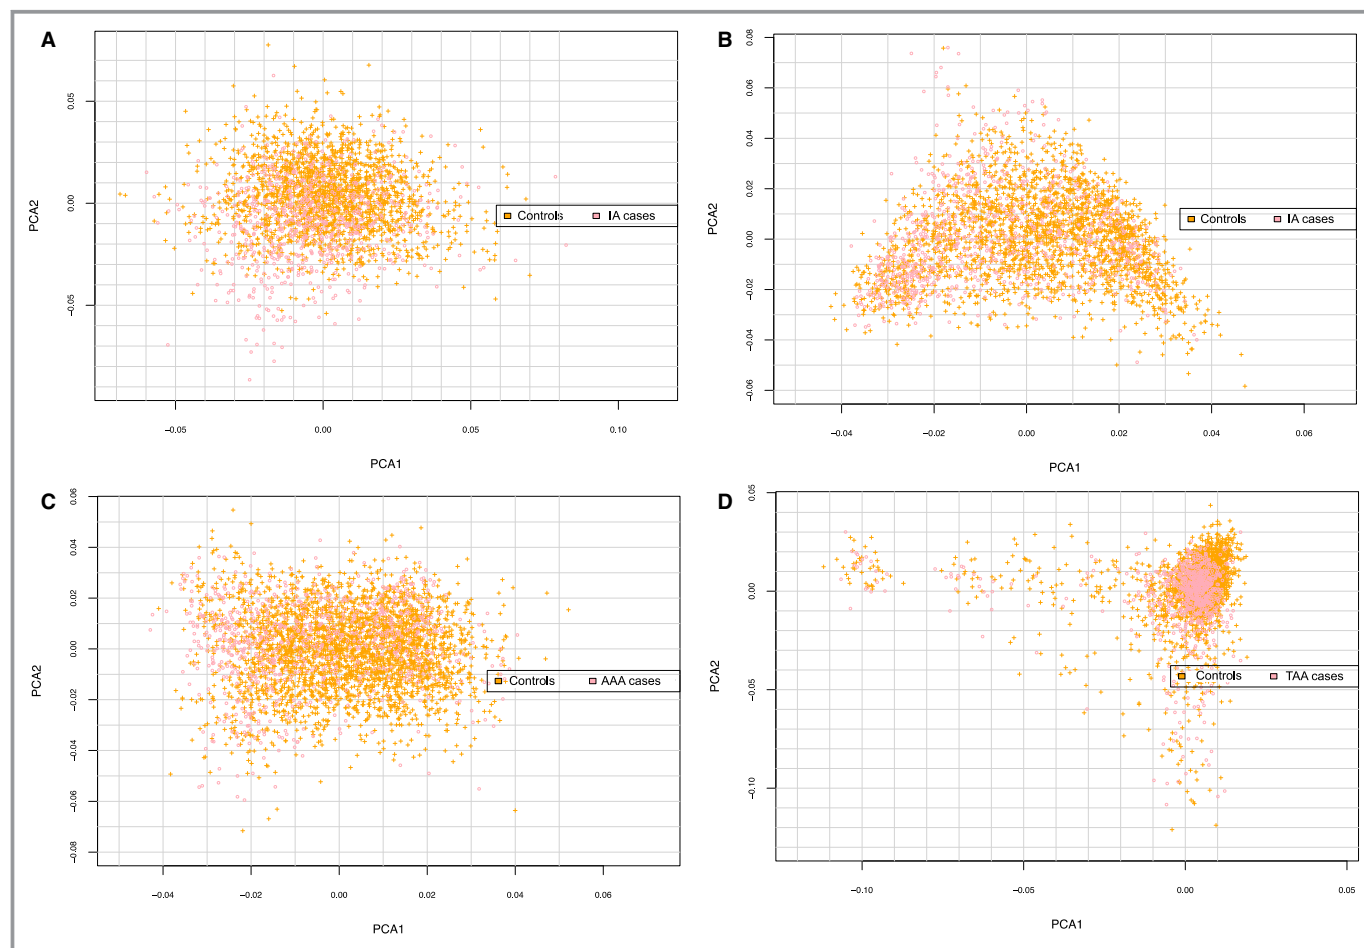 A
PCA2
0.05
0.00
−0.05
Controls IA cases
−0.05 0.00 0.05 0.10
PCA1
B
PCA2
0.08
0.06
0.04
0.02
0.00
−0.02
−0.04
−0.06
Controls IA cases
−0.04 −0.02 0.00 0.02 0.04 0.06
PCA1
C
PCA2
0.06
0.04
0.02
0.00
−0.02
−0.04
−0.06
−0.08
Controls AAA cases
−0.04 −0.02 0.00 0.02 0.04 0.06
PCA1
D
PCA2
0.05
0.00
−0.05
−0.10
Controls TAA cases
−0.10 −0.05 0.00 0.05
PCA1